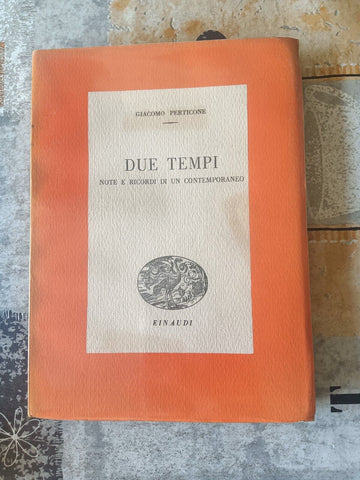 GIACOMO PERTICONE
DUE TEMPI
NOTE E RICORDI DI UN CONTEMPORANEO
EINAUDI